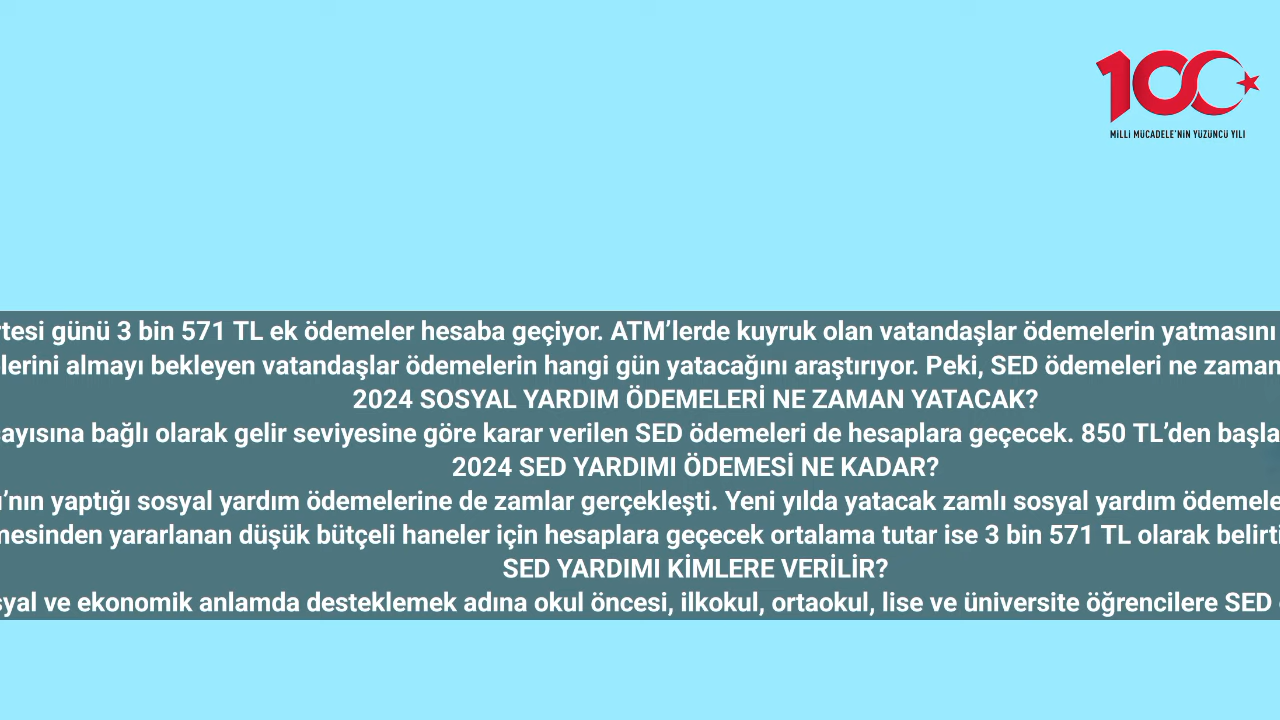 100
MİLLİ MÜCADELE'NİN YÜZÜNCÜ YILI
rtesi günü 3 bin 571 TL ek ödemeler hesaba geçiyor. ATM’lerde kuyruk olan vatandaşlar ödemelerin yatmasını
lerini almayı bekleyen vatandaşlar ödemelerin hangi gün yatacağını araştırıyor. Peki, SED ödemeleri ne zaman
2024 SOSYAL YARDIM ÖDEMELERİ NE ZAMAN YATACAK?
ayısına bağlı olarak gelir seviyesine göre karar verilen SED ödemeleri de hesaplara geçecek. 850 TL’den başla
2024 SED YARDIMI ÖDEMESİ NE KADAR?
’nın yaptığı sosyal yardım ödemelerine de zamlar gerçekleşti. Yeni yılda yatacak zamlı sosyal yardım ödemele
mesinden yararlanan düşük bütçeli haneler için hesaplara geçecek ortalama tutar ise 3 bin 571 TL olarak belirti
SED YARDIMI KİMLERE VERİLİR?
syal ve ekonomik anlamda desteklemek adına okul öncesi, ilkokul, ortaokul, lise ve üniversite öğrencilere SED